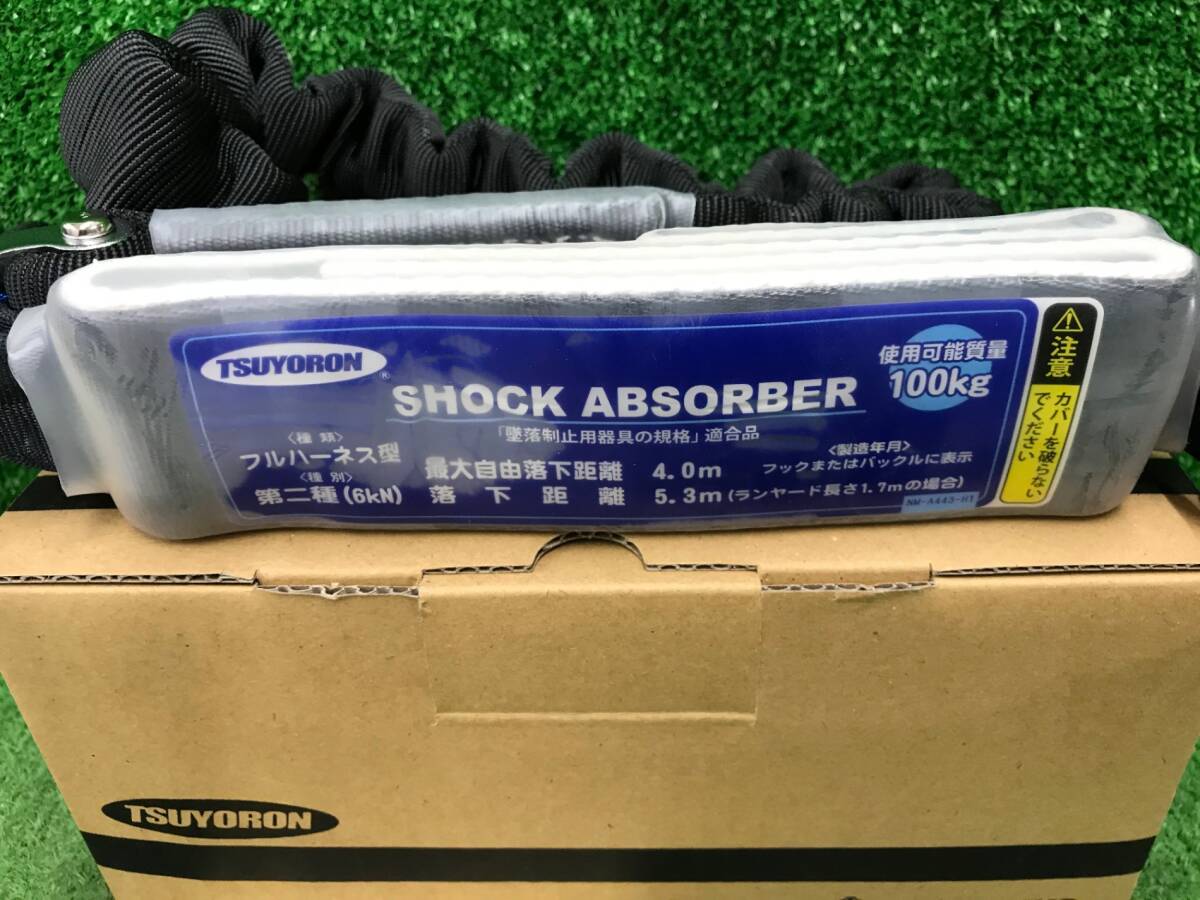 TSUYORON
®
SHOCK ABSORBER
使用可能質量
100kg
「墜落制止用器具の規格」適合品
〈種類〉
フルハーネス型
〈種別〉
第二種(6kN)
最大自由落下距離 4.0m
落下距離 5.3m(ランヤード長さ1.7mの場合)
〈製造年月〉
フックまたはバックルに表示
NM-A443-H1
注意
カバーを破らない
でください
TSUYORON